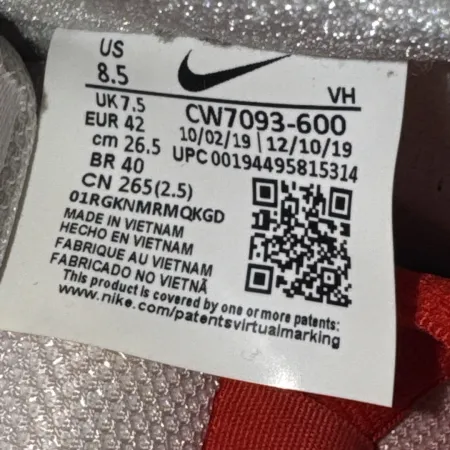 US
8.5
VH
UK 7.5
EUR 42
cm 26.5
BR 40
CN 265(2.5)
CW7093-600
10/02/19 | 12/10/19
UPC 00194495815314
01RGKNMRMQKGD
MADE IN VIETNAM
HECHO EN VIETNAM
FABRIQUE AU VIETNAM
FABRICADO NO VIETNÃ
This product is covered by one or more patents:
www.nike.com/patentsvirtualmarking